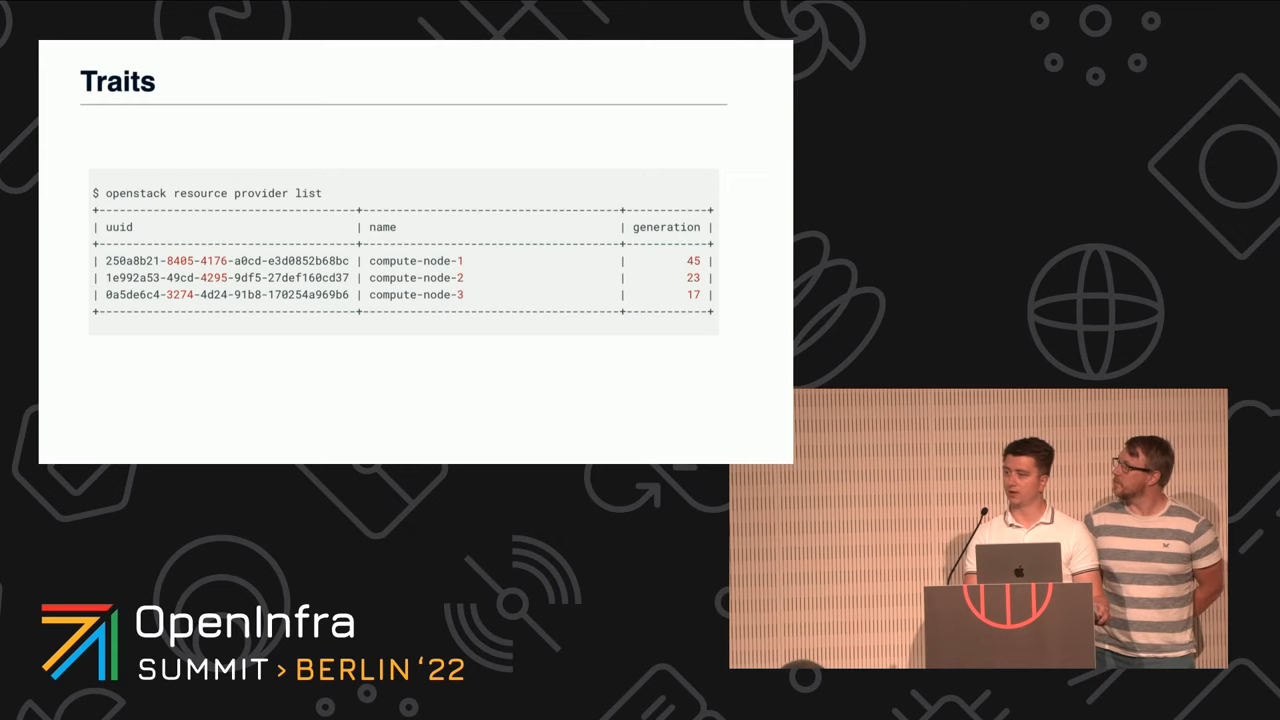 Traits
$ openstack resource provider list
+--------------------------------------+--------------------------------------+------------+
| uuid | name | generation |
+--------------------------------------+--------------------------------------+------------+
| 250a8b21-8405-4176-a0cd-e3d0852b68bc | compute-node-1 | 45 |
| 1e992a53-49cd-4295-9df5-27def160cd37 | compute-node-2 | 23 |
| 0a5de6c4-3274-4d24-91b8-170254a969b6 | compute-node-3 | 17 |
+--------------------------------------+--------------------------------------+------------+
OpenInfra
SUMMIT > BERLIN ‘22